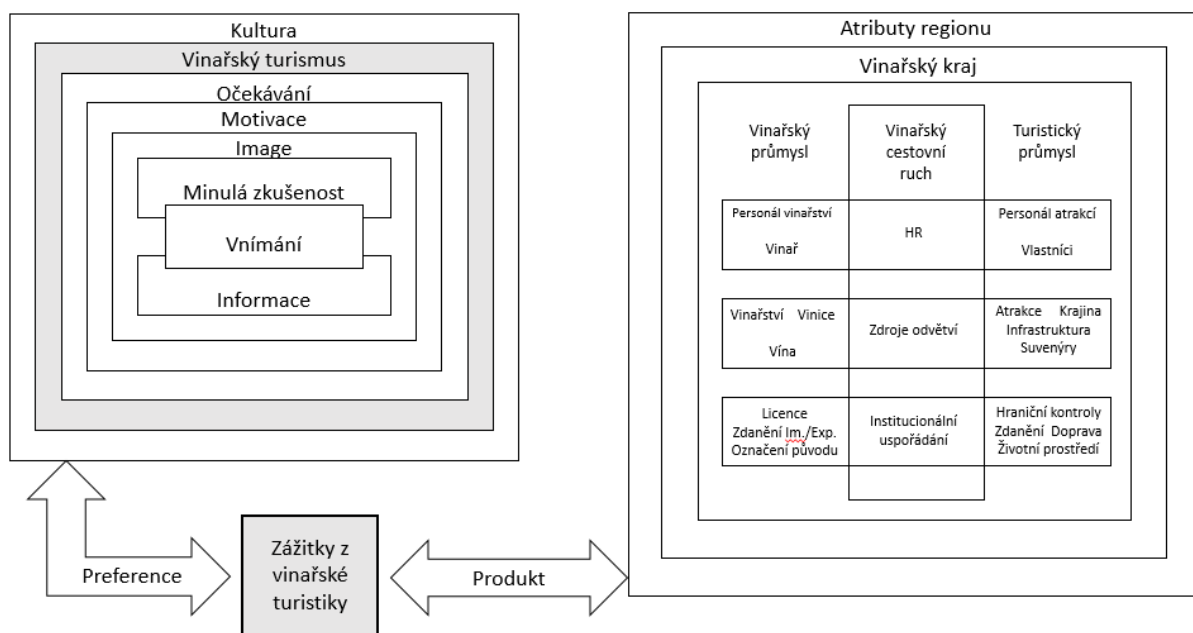 Kultura
Vinařský turismus
Očekávání
Motivace
Image
Minulá zkušenost
Vnímání
Informace
Preference
Zážitky z
vinařské
turistiky
Produkt
Atributy regionu
Vinařský kraj
Vinařský
průmysl
Vinařský
cestovní
ruch
Turistický
průmysl
Personál vinařství
Vinař
HR
Personál atrakcí
Vlastníci
Vinařství Vinice
Vína
Zdroje odvětví
Atrakce Krajina
Infrastruktura
Suvenýry
Licence
Zdanění Im./Exp.
Označení původu
Institucionální
uspořádání
Hraniční kontroly
Zdanění Doprava
Životní prostředí